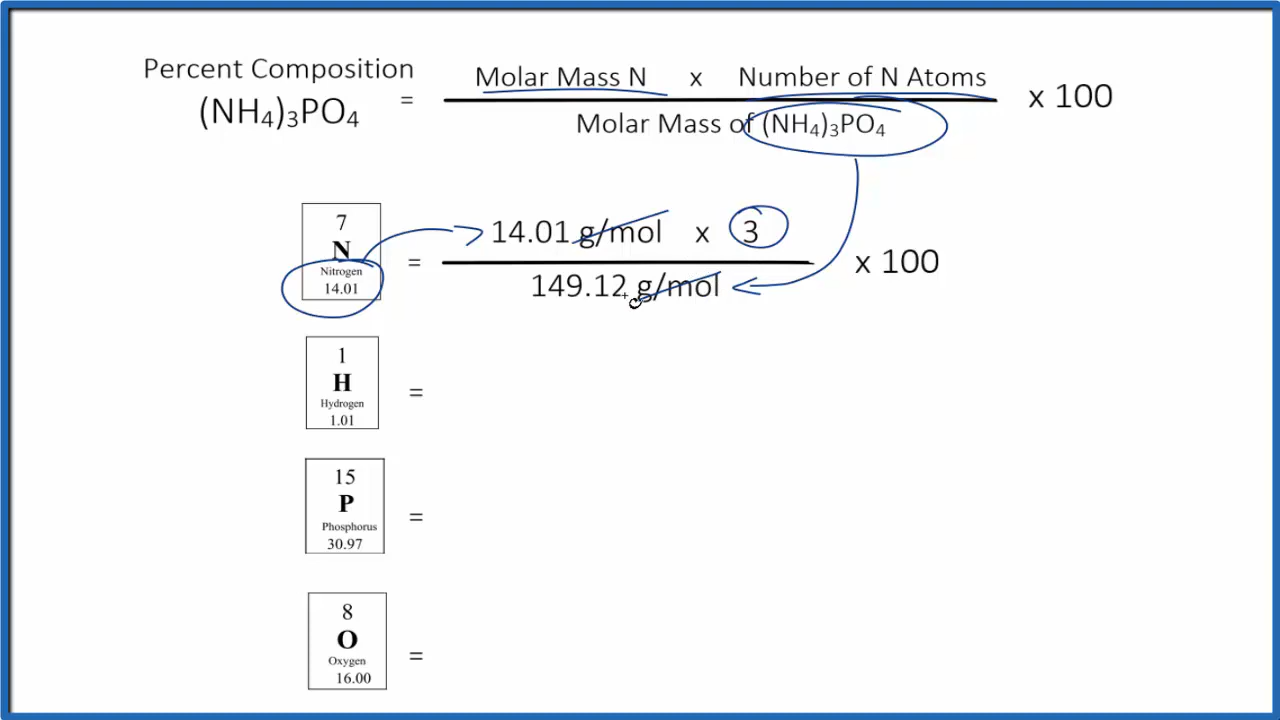 Percent Composition
(NH₄)₃PO₄
=
Molar Mass N x Number of N Atoms
Molar Mass of (NH₄)₃PO₄
x 100
7
N
Nitrogen
14.01
=
14.01 g/mol x 3
149.12 g/mol
x 100
1
H
Hydrogen
1.01
=
15
P
Phosphorus
30.97
=
8
O
Oxygen
16.00
=